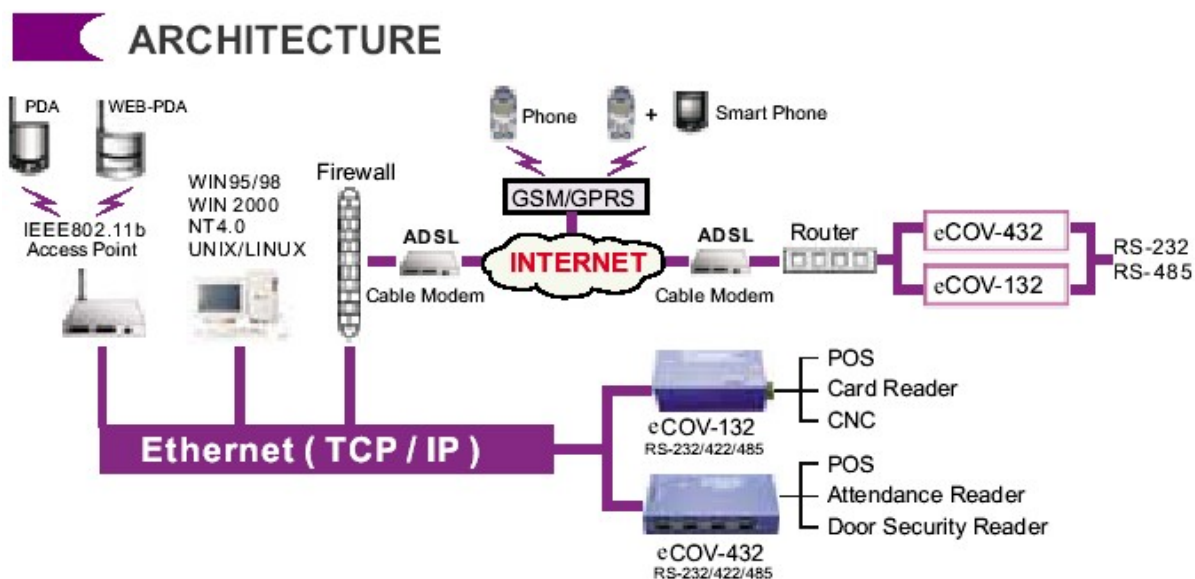 ARCHITECTURE
PDA
WEB-PDA
Phone
+
Smart Phone
IEEE802.11b
Access Point
WIN95/98
WIN 2000
NT4.0
UNIX/LINUX
Firewall
GSM/GPRS
ADSL
Cable Modem
INTERNET
ADSL
Cable Modem
Router
eCOV-432
eCOV-132
RS-232
RS-485
Ethernet ( TCP / IP )
eCOV-132
RS-232/422/485
POS
Card Reader
CNC
eCOV-432
RS-232/422/485
POS
Attendance Reader
Door Security Reader